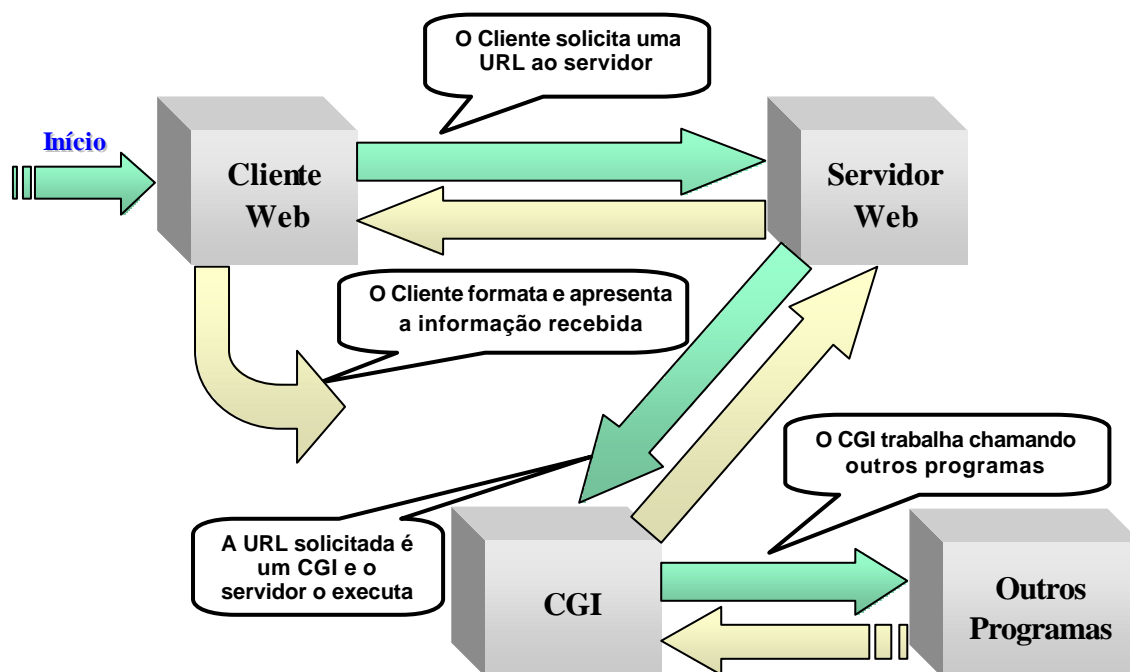 O Cliente solicita uma
URL ao servidor
Início
Cliente
Web
Servidor
Web
O Cliente formata e apresenta
a informação recebida
O CGI trabalha chamando
outros programas
A URL solicitada é
um CGI e o
servidor o executa
CGI
Outros
Programas